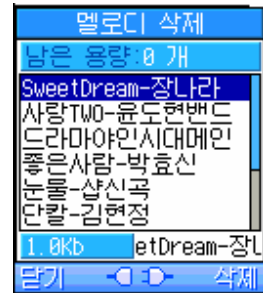 멜로디 삭제
남은 용량:0 개
SweetDream-장나라
사랑TWO-윤도현밴드
드라마야인시대메인
좋은사람-박효신
눈물-샵신곡
단칼-김현정
1.0Kb etDream-장나
닫기 삭제